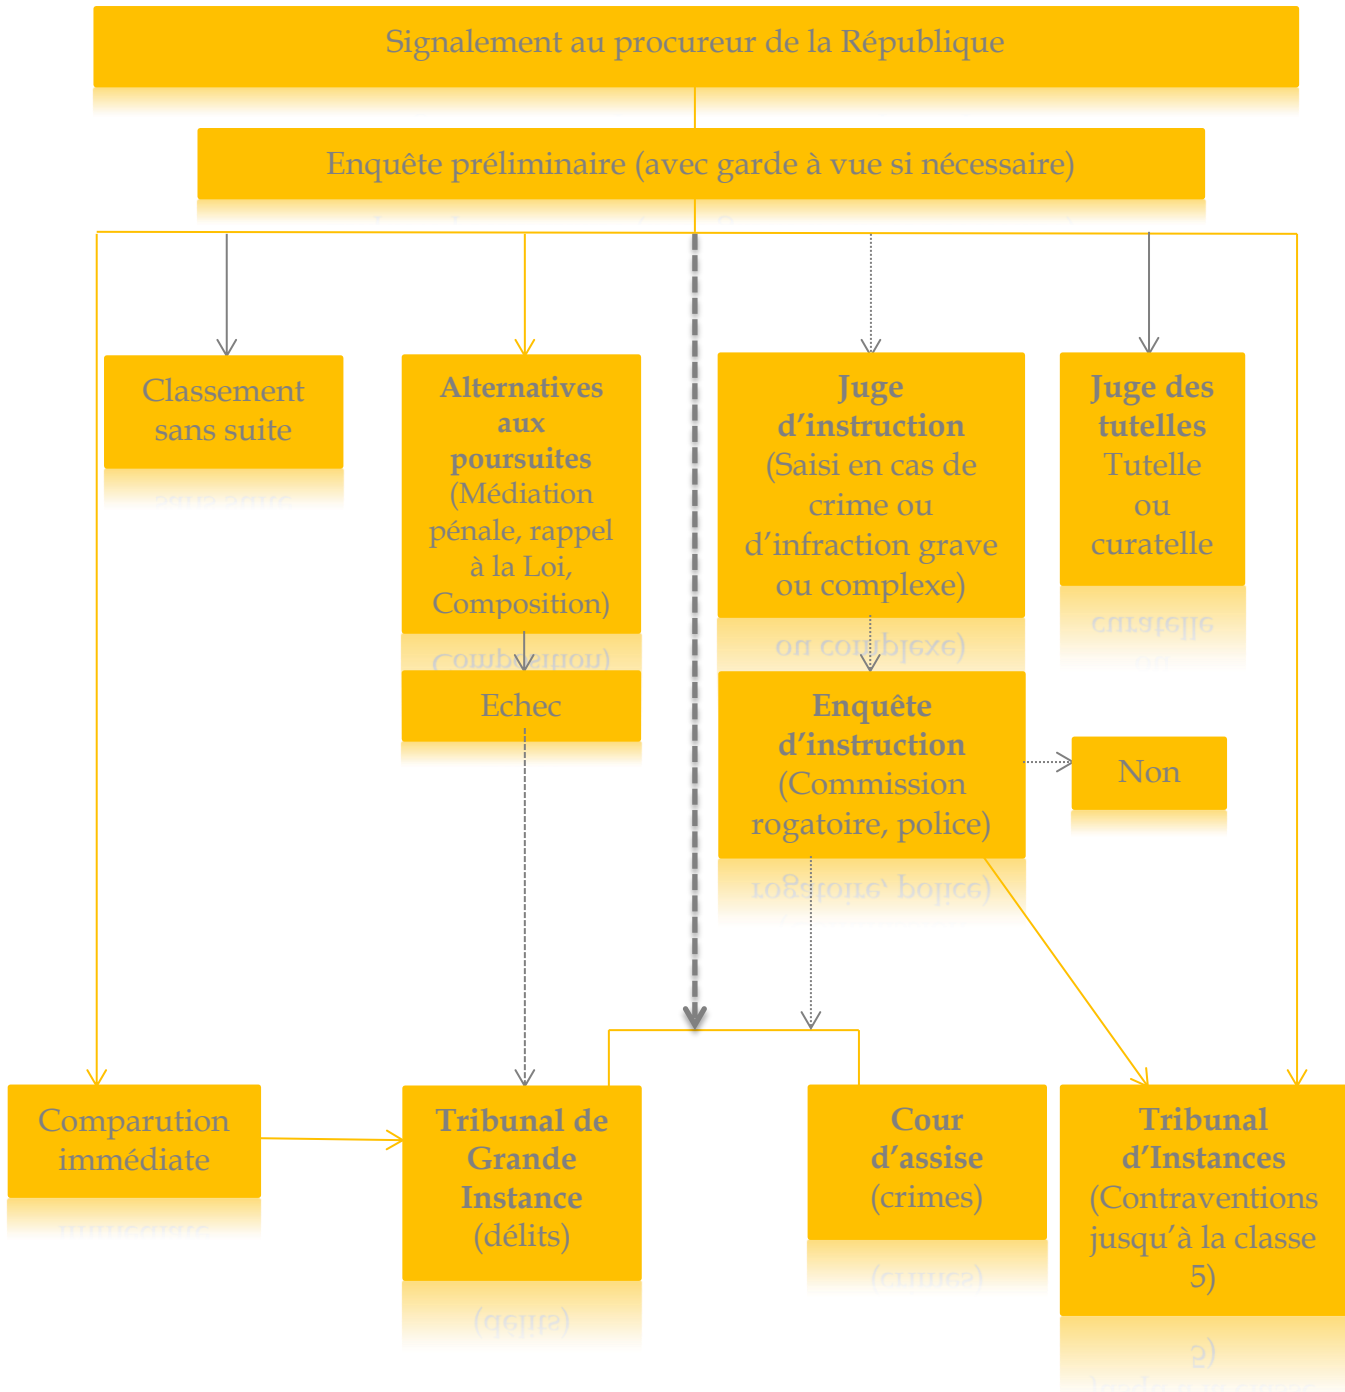 Signalement au procureur de la République
Enquête préliminaire (avec garde à vue si nécessaire)
Classement
sans suite
Alternatives
aux
poursuites
(Médiation
pénale, rappel
à la Loi,
Composition)
Juge
d’instruction
(Saisi en cas de
crime ou
d’infraction grave
ou complexe)
Juge des
tutelles
Tutelle
ou
curatelle
Echec
Enquête
d’instruction
(Commission
rogatoire, police)
Non
Comparution
immédiate
Tribunal de
Grande
Instance
(délits)
Cour
d’assise
(crimes)
Tribunal
d’Instances
(Contraventions
jusqu’à la classe
5)